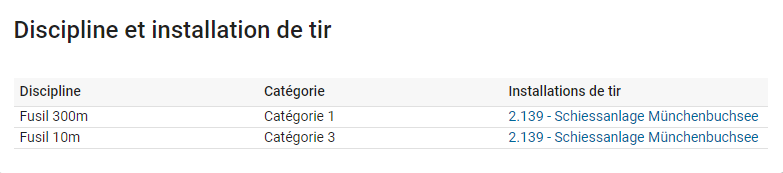 Discipline et installation de tir
Discipline Catégorie Installations de tir
Fusil 300m Catégorie 1 2.139 - Schiessanlage Münchenbuchsee
Fusil 10m Catégorie 3 2.139 - Schiessanlage Münchenbuchsee